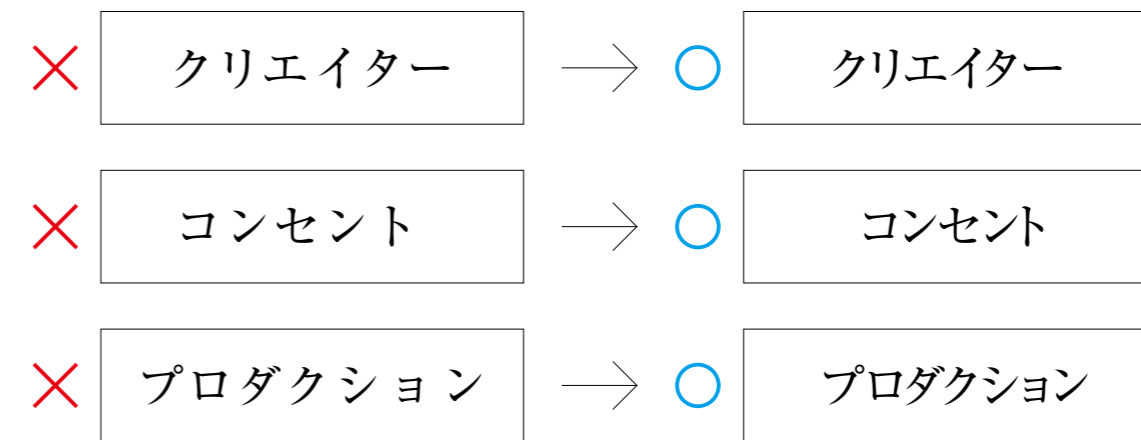 × クリエイター → ○ クリエイター
× コンセント → ○ コンセント
× プロダクション → ○ プロダクション